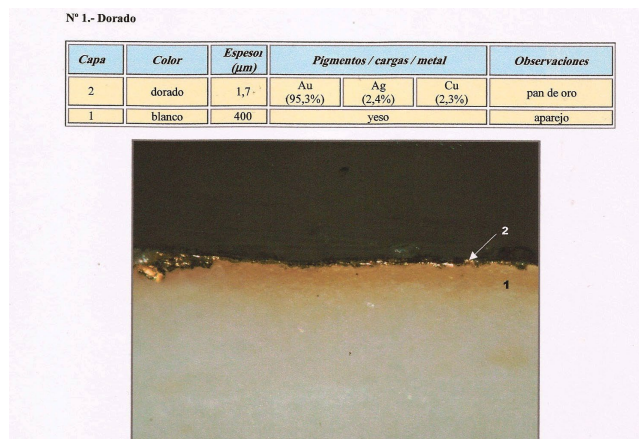 Nº 1.- Dorado
Capa Color Espesor (µm) Pigmentos / cargas / metal Observaciones
2 dorado 1,7 Au (95,3%) Ag (2,4%) Cu (2,3%) pan de oro
1 blanco 400 yeso aparejo
2
1